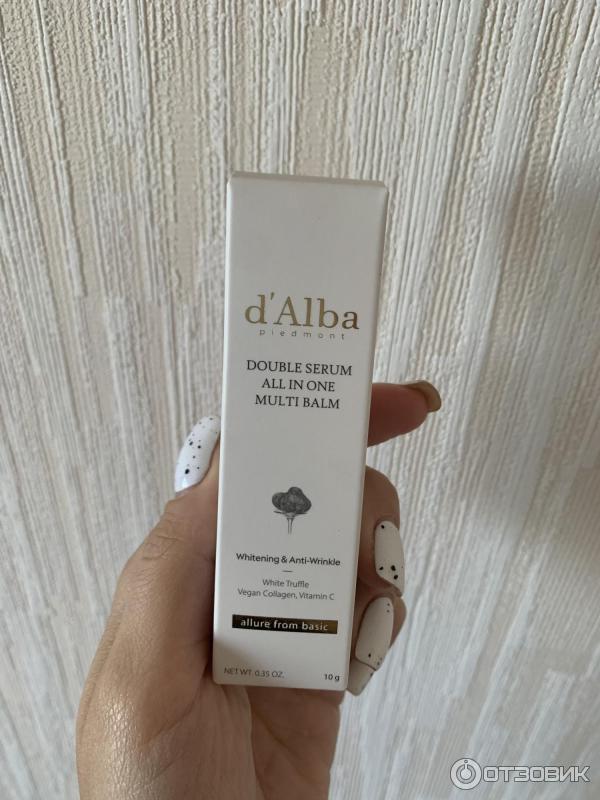 d'Alba
piedmont
DOUBLE SERUM
ALL IN ONE
MULTI BALM
Whitening & Anti-Wrinkle
White Truffle
Vegan Collagen, Vitamin C
allure from basic
NET WT. 0.35 OZ. 10 g
ОТЗОВИК